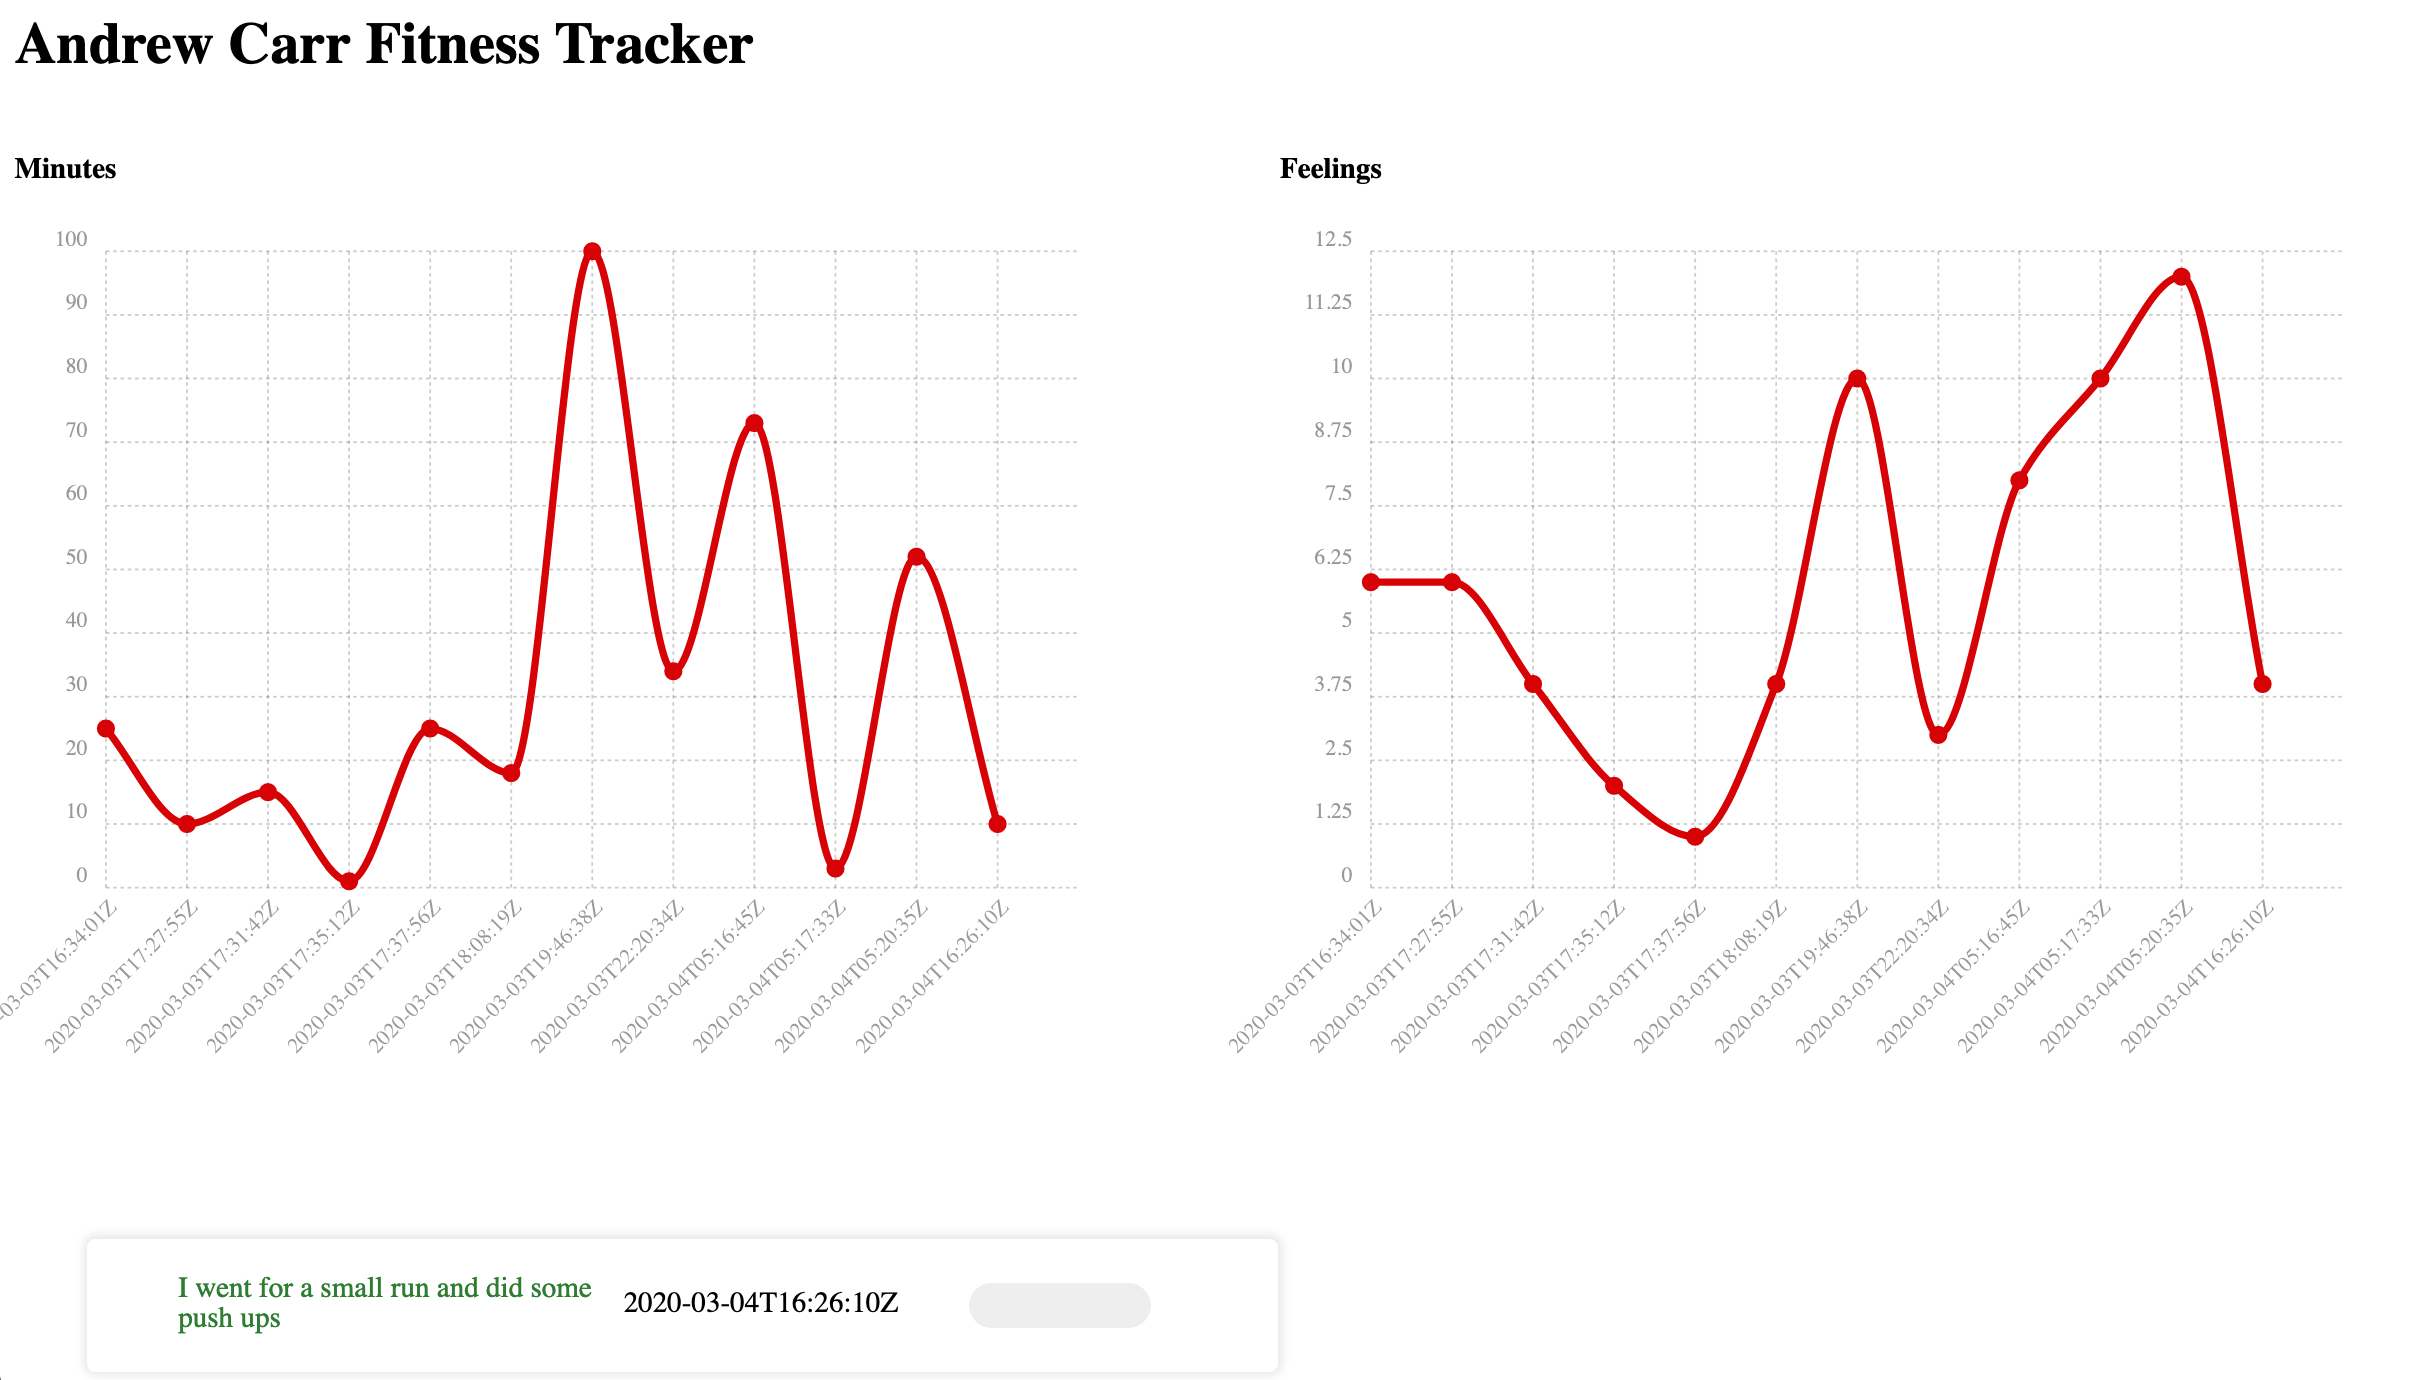 Andrew Carr Fitness Tracker
Minutes
100
90
80
70
60
50
40
30
20
10
0
-03-03T16:34:01Z
2020-03-03T17:27:55Z
2020-03-03T17:31:42Z
2020-03-03T17:35:12Z
2020-03-03T17:37:56Z
2020-03-03T18:08:19Z
2020-03-03T19:46:38Z
2020-03-03T22:20:34Z
2020-03-04T05:16:45Z
2020-03-04T05:17:33Z
2020-03-04T05:20:35Z
2020-03-04T16:26:10Z
Feelings
12.5
11.25
10
8.75
7.5
6.25
5
3.75
2.5
1.25
0
2020-03-03T16:34:01Z
2020-03-03T17:27:55Z
2020-03-03T17:31:42Z
2020-03-03T17:35:12Z
2020-03-03T17:37:56Z
2020-03-03T18:08:19Z
2020-03-03T19:46:38Z
2020-03-03T22:20:34Z
2020-03-04T05:16:45Z
2020-03-04T05:17:33Z
2020-03-04T05:20:35Z
2020-03-04T16:26:10Z
I went for a small run and did some
push ups
2020-03-04T16:26:10Z